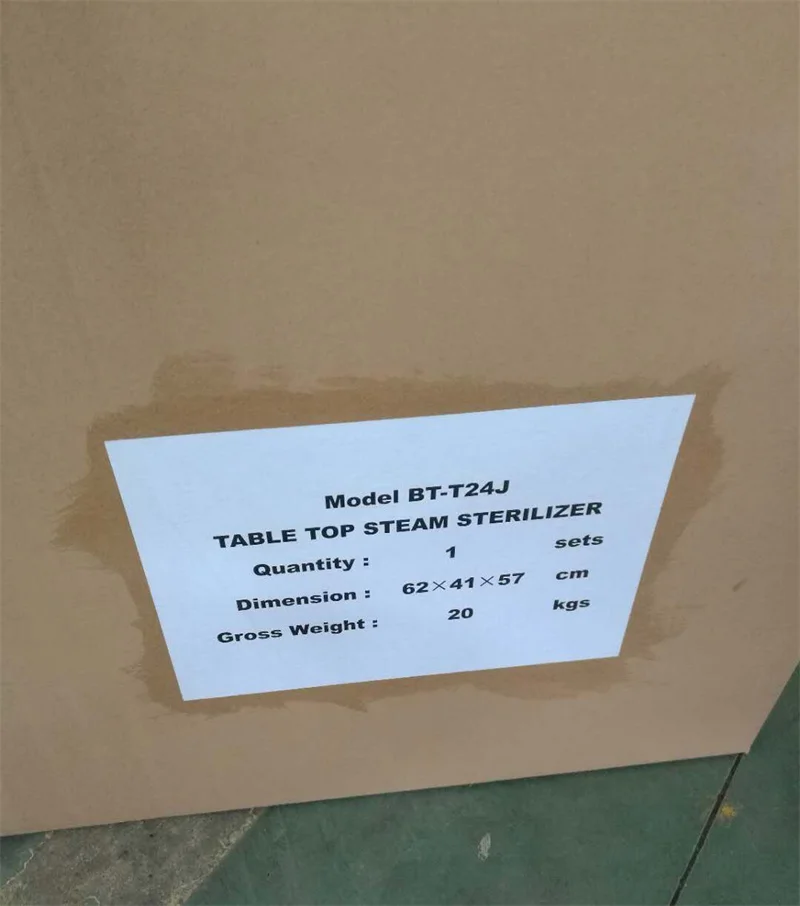 Model BT-T24J
TABLE TOP STEAM STERILIZER
Quantity : 1 sets
Dimension : 62×41×57 cm
Gross Weight : 20 kgs